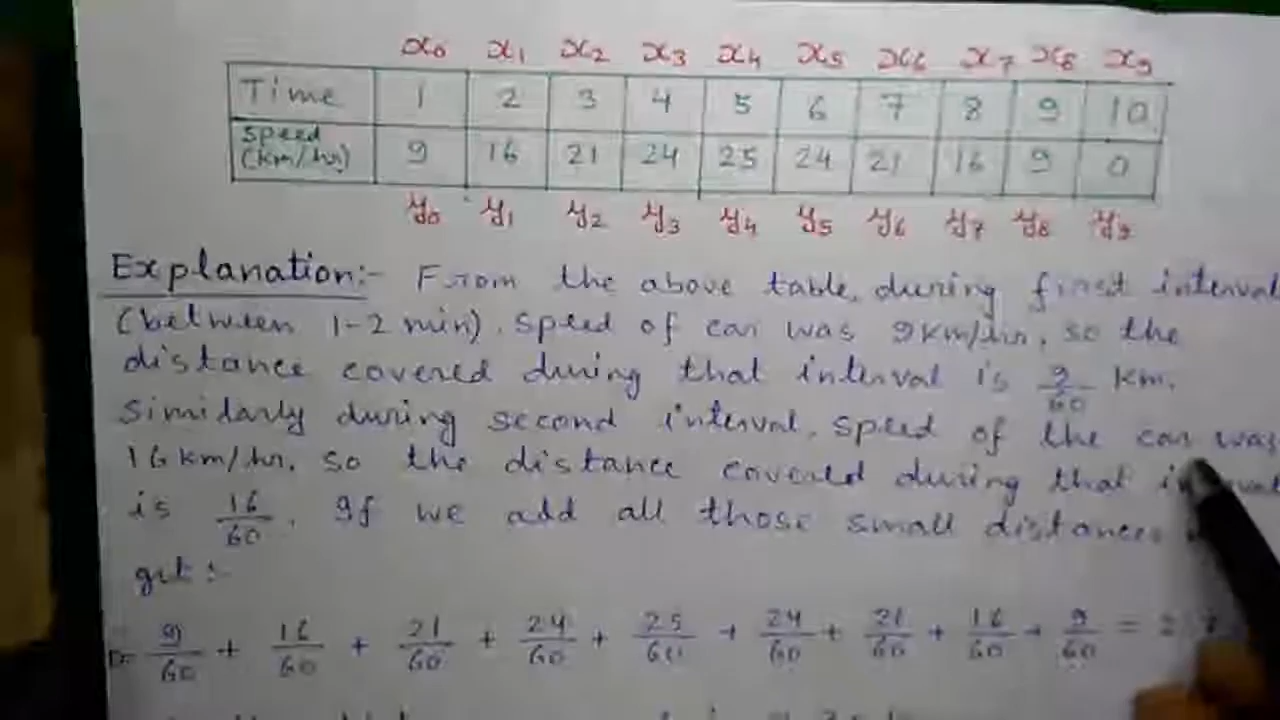 x0 x1 x2 x3 x4 x5 x6 x7 x8 x9
Time 1 2 3 4 5 6 7 8 9 10
Speed (km/hr) 9 16 21 24 25 24 21 16 9 0
y0 y1 y2 y3 y4 y5 y6 y7 y8 y9
Explanation:- From the above table, during first interval
(between 1-2 min). Speed of car was 9 km/hr, so the
distance covered during that interval is 9/60 Km.
Similarly during second interval, speed of the car was
16 km/hr. so the distance covered during that
is 16/60. If we add all those small distances
get :-
9/60 + 16/60 + 21/60 + 24/60 + 25/60 + 24/60 + 21/60 + 16/60 + 9/60 =